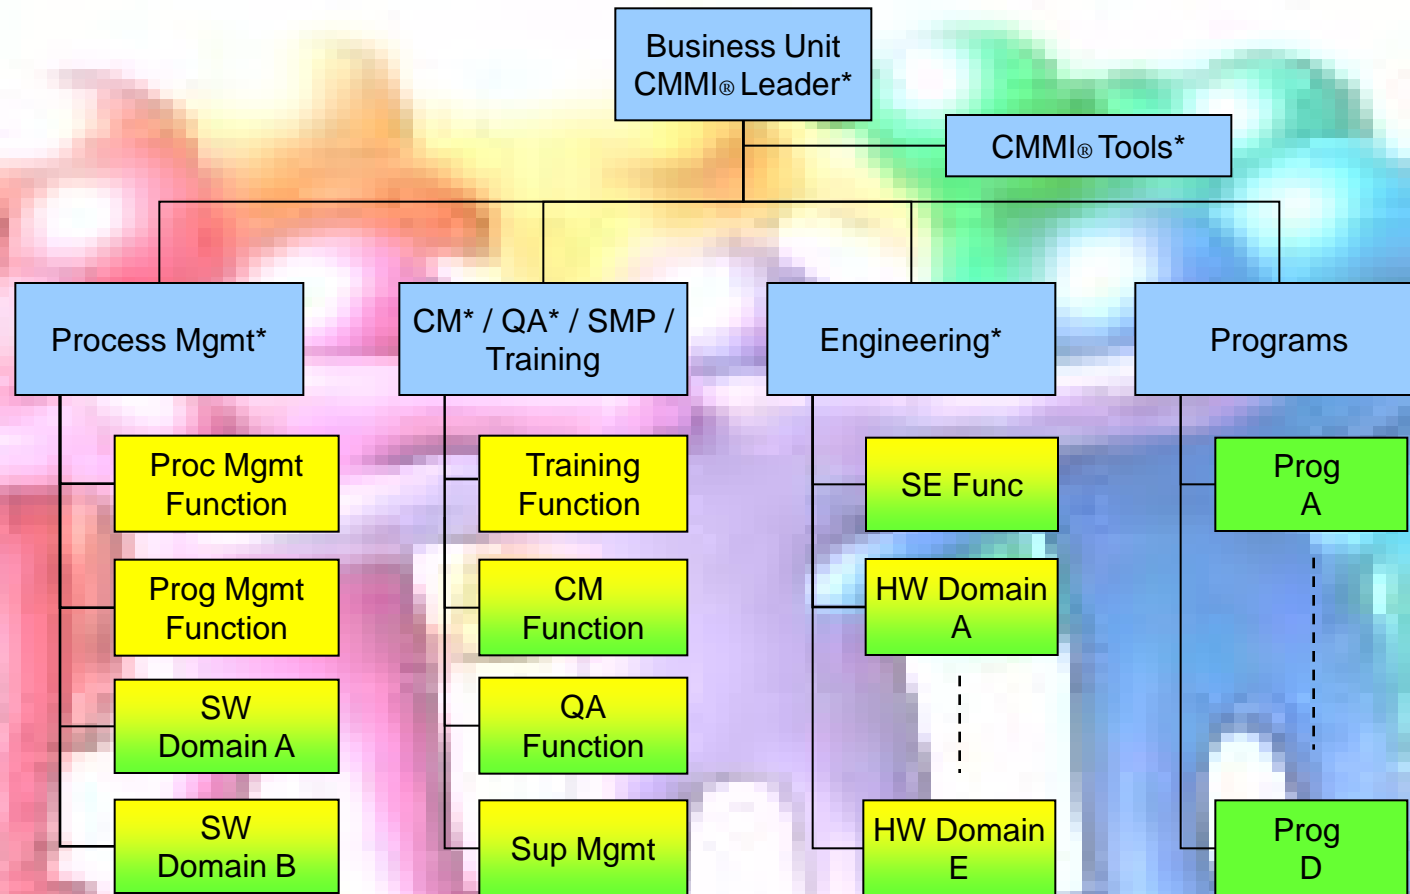 Business Unit
CMMI® Leader*
CMMI® Tools*
Process Mgmt*
CM* / QA* / SMP /
Training
Engineering*
Programs
Proc Mgmt
Function
Training
Function
SE Func
Prog
A
Prog Mgmt
Function
CM
Function
HW Domain
A
SW
Domain A
QA
Function
SW
Domain B
Sup Mgmt
HW Domain
E
Prog
D